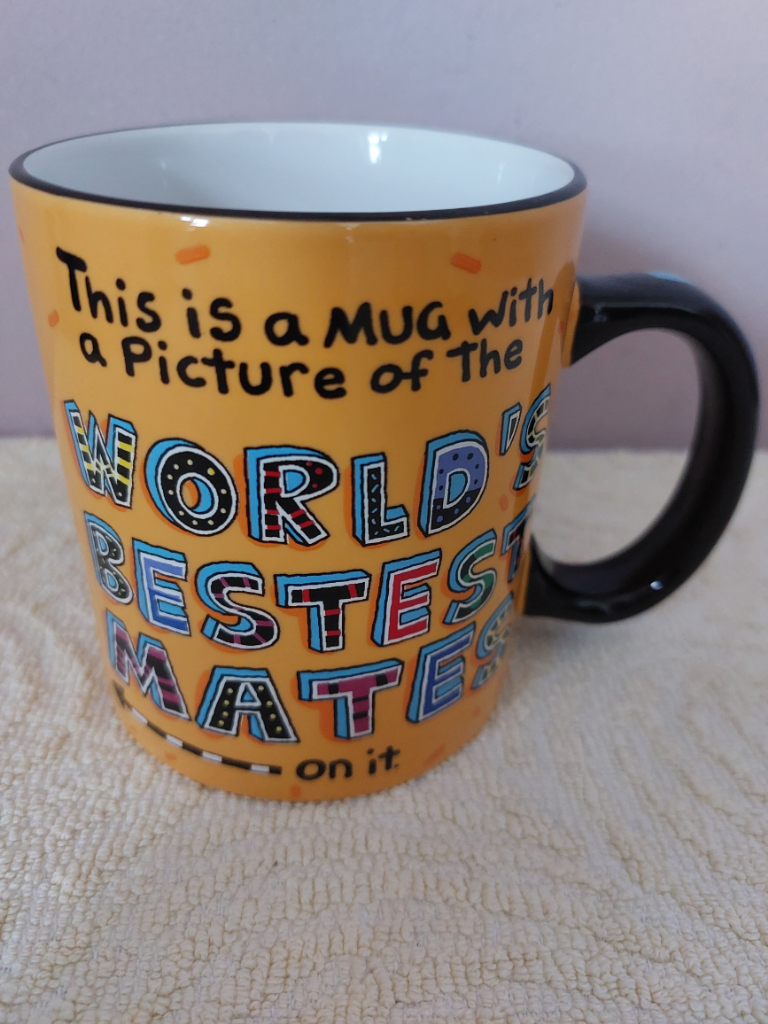 This is a MUG with
a Picture of The
WORLD'S
BESTEST
MATES
on it.